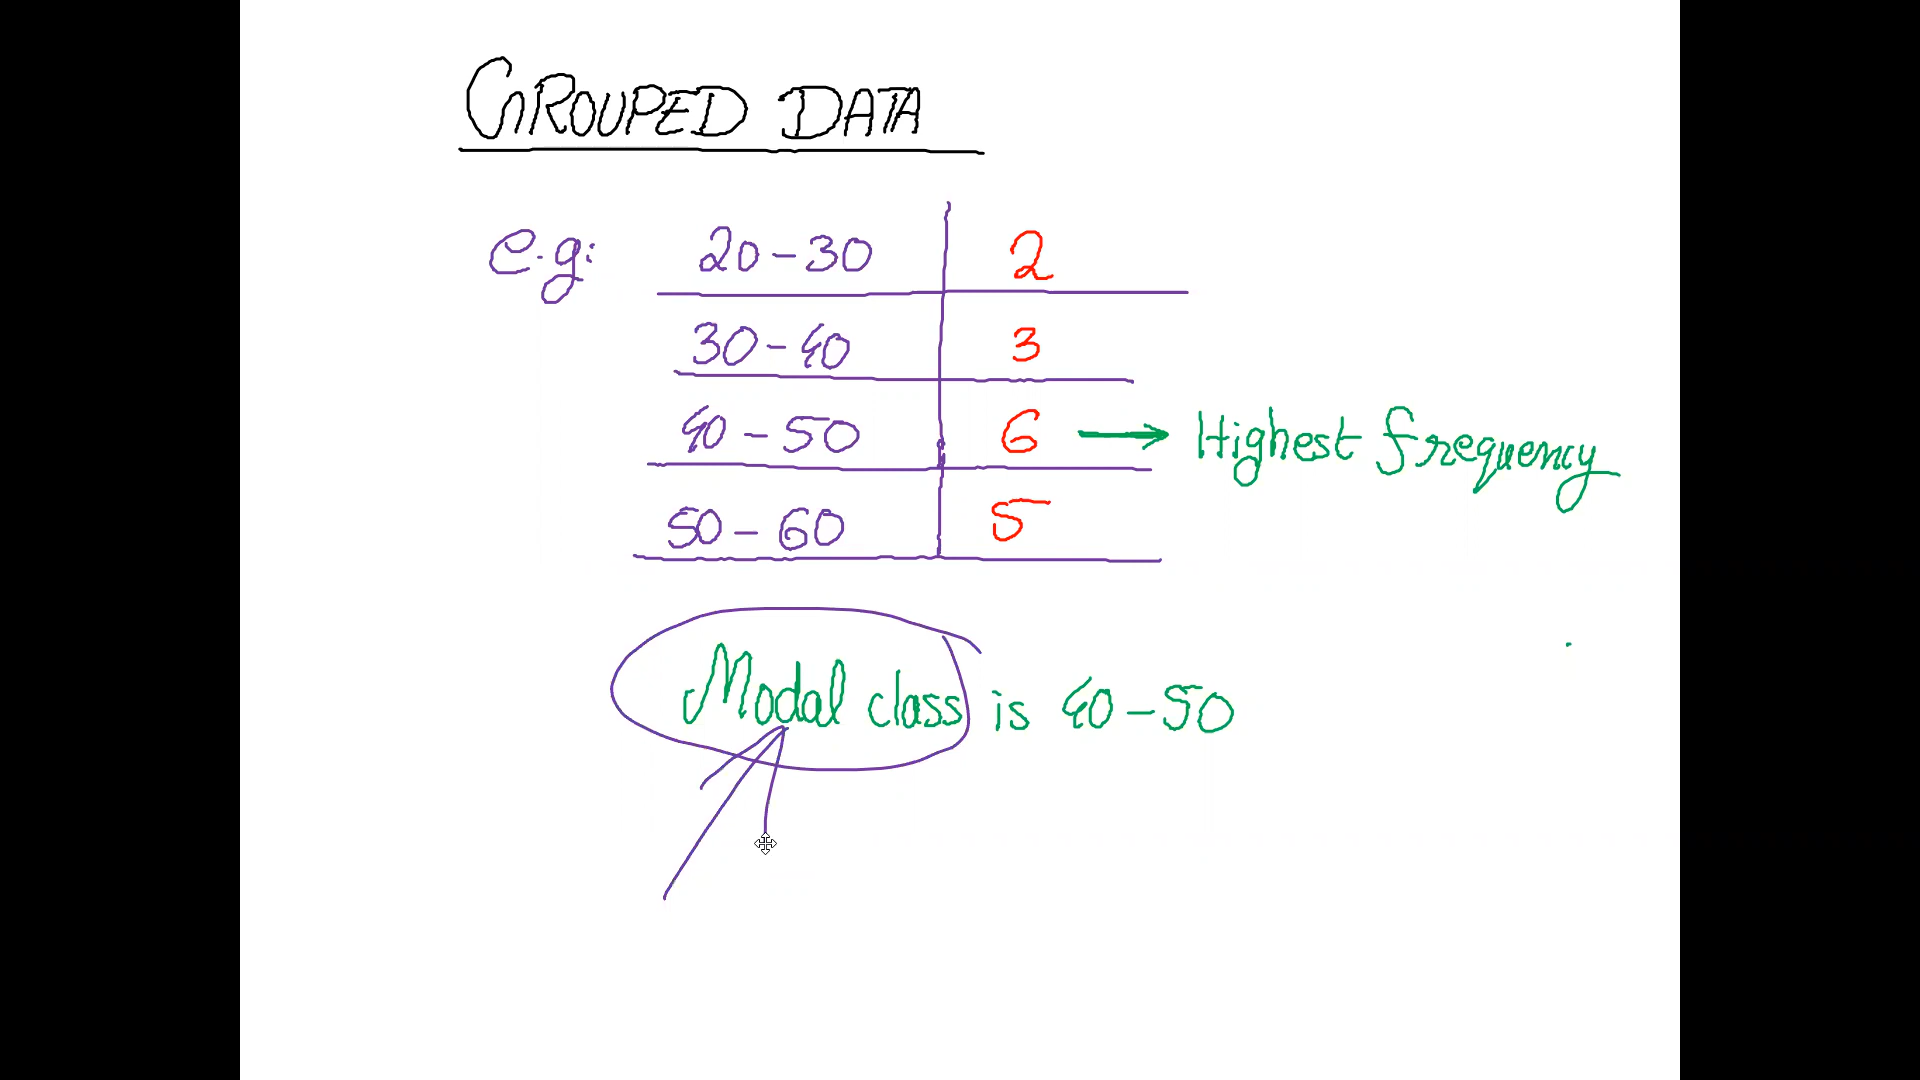 GROUPED DATA
e.g: 20-30 2
30-40 3
40-50 6 → Highest frequency
50-60 5
Modal class is 40-50